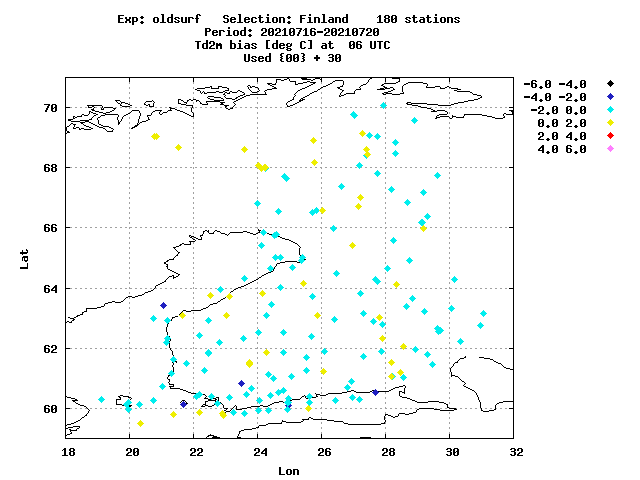 Exp: oldsurf Selection: Finland 180 stations
Period: 20210716-20210720
Td2m bias [deg C] at 06 UTC
Used {00} + 30
-6.0 -4.0
-4.0 -2.0
-2.0 0.0
0.0 2.0
2.0 4.0
4.0 6.0
70
68
66
64
62
60
Lat
18 20 22 24 26 28 30 32
Lon